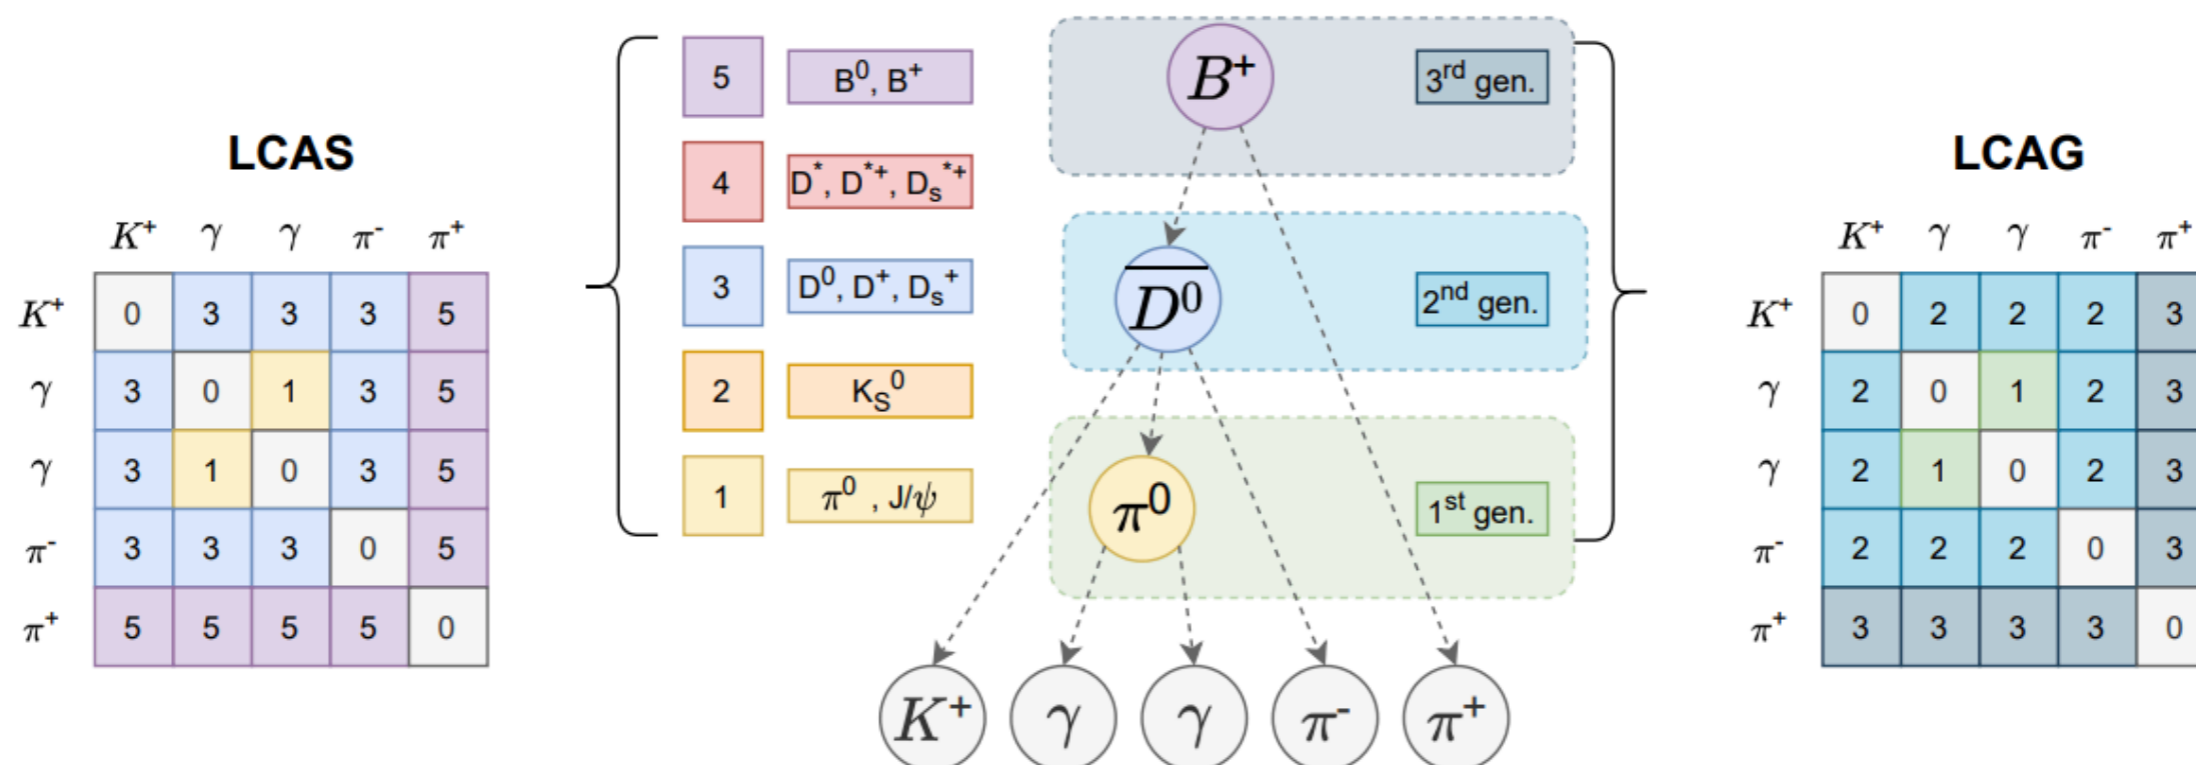 LCAS
K⁺ γ γ π⁻ π⁺
K⁺ 0 3 3 3 5
γ 3 0 1 3 5
γ 3 1 0 3 5
π⁻ 3 3 3 0 5
π⁺ 5 5 5 5 0
5 B⁰, B⁺
4 D*, D*⁺, Dₛ*⁺
3 D⁰, D⁺, Dₛ⁺
2 K_S⁰
1 π⁰ , J/ψ
B⁺
3ʳᵈ gen.
D̅⁰
2ⁿᵈ gen.
π⁰
1ˢᵗ gen.
K⁺ γ γ π⁻ π⁺
LCAG
K⁺ γ γ π⁻ π⁺
K⁺ 0 2 2 2 3
γ 2 0 1 2 3
γ 2 1 0 2 3
π⁻ 2 2 2 0 3
π⁺ 3 3 3 3 0